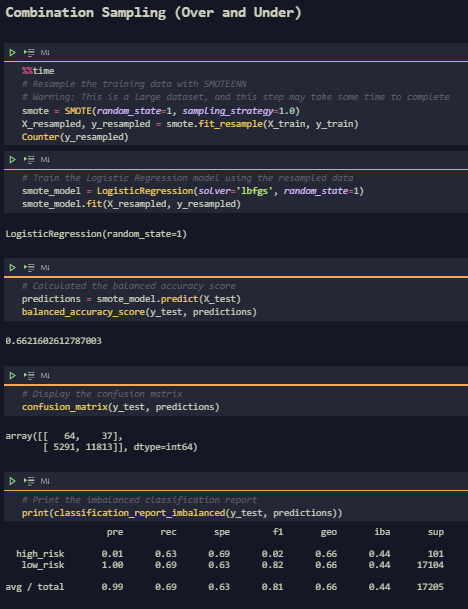 Combination Sampling (Over and Under)
M↓
%%time
# Resample the training data with SMOTEENN
# Warning: This is a large dataset, and this step may take some time to complete
smote = SMOTE(random_state=1, sampling_strategy=1.0)
X_resampled, y_resampled = smote.fit_resample(X_train, y_train)
Counter(y_resampled)
M↓
# Train the Logistic Regression model using the resampled data
smote_model = LogisticRegression(solver='lbfgs', random_state=1)
smote_model.fit(X_resampled, y_resampled)
LogisticRegression(random_state=1)
M↓
# Calculated the balanced accuracy score
predictions = smote_model.predict(X_test)
balanced_accuracy_score(y_test, predictions)
0.6621602612787003
M↓
# Display the confusion matrix
confusion_matrix(y_test, predictions)
array([[   64,    37],
       [ 5291, 11813]], dtype=int64)
M↓
# Print the imbalanced classification report
print(classification_report_imbalanced(y_test, predictions))
pre rec spe f1 geo iba sup
high_risk 0.01 0.63 0.69 0.02 0.66 0.44 101
low_risk 1.00 0.69 0.63 0.82 0.66 0.44 17104
avg / total 0.99 0.69 0.63 0.81 0.66 0.44 17205